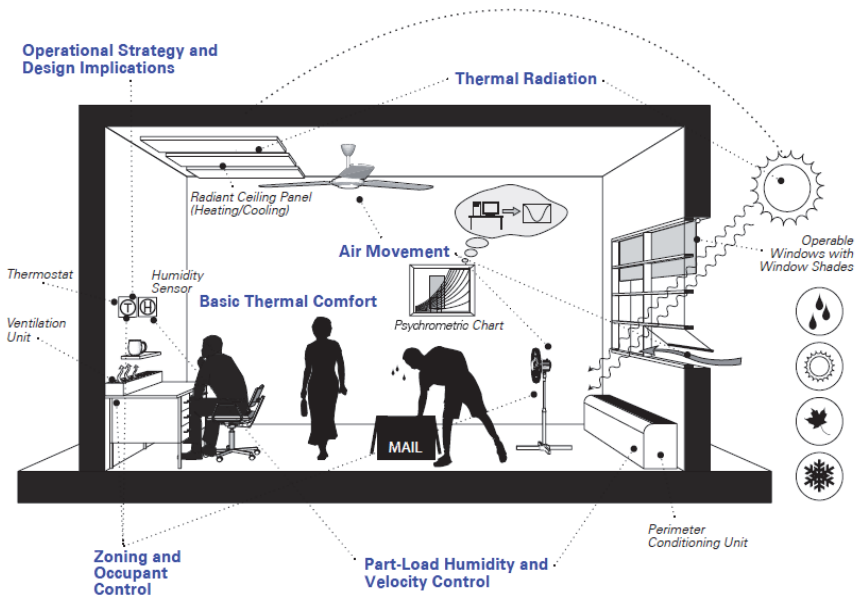 Operational Strategy and
Design Implications
Thermal Radiation
Radiant Ceiling Panel
(Heating/Cooling)
Operable
Windows with
Window Shades
Air Movement
Thermostat
Humidity
Sensor
Basic Thermal Comfort
Psychrometric Chart
Ventilation
Unit
T
H
MAIL
Perimeter
Conditioning Unit
Zoning and
Occupant
Control
Part-Load Humidity and
Velocity Control